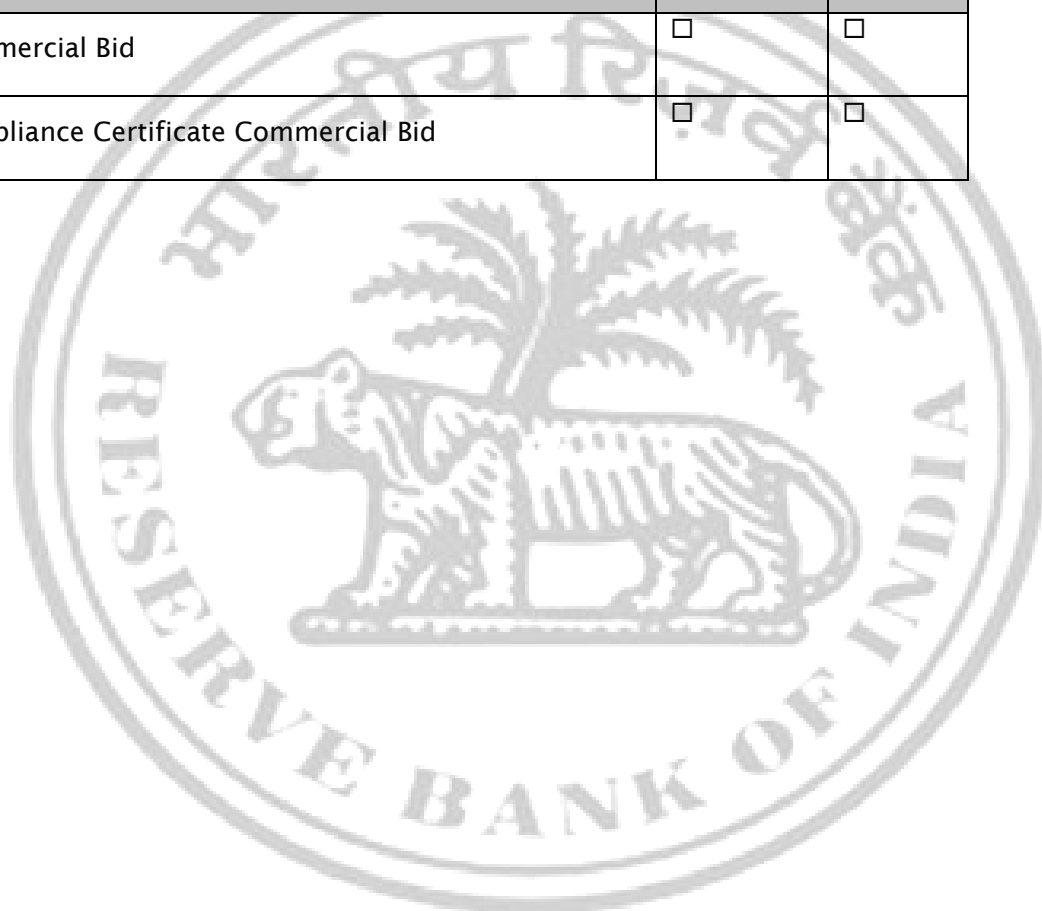 mercial Bid ☐ ☐
pliance Certificate Commercial Bid ☐ ☐
भारतीय रिज़र्व बैंक
RESERVE BANK OF INDIA